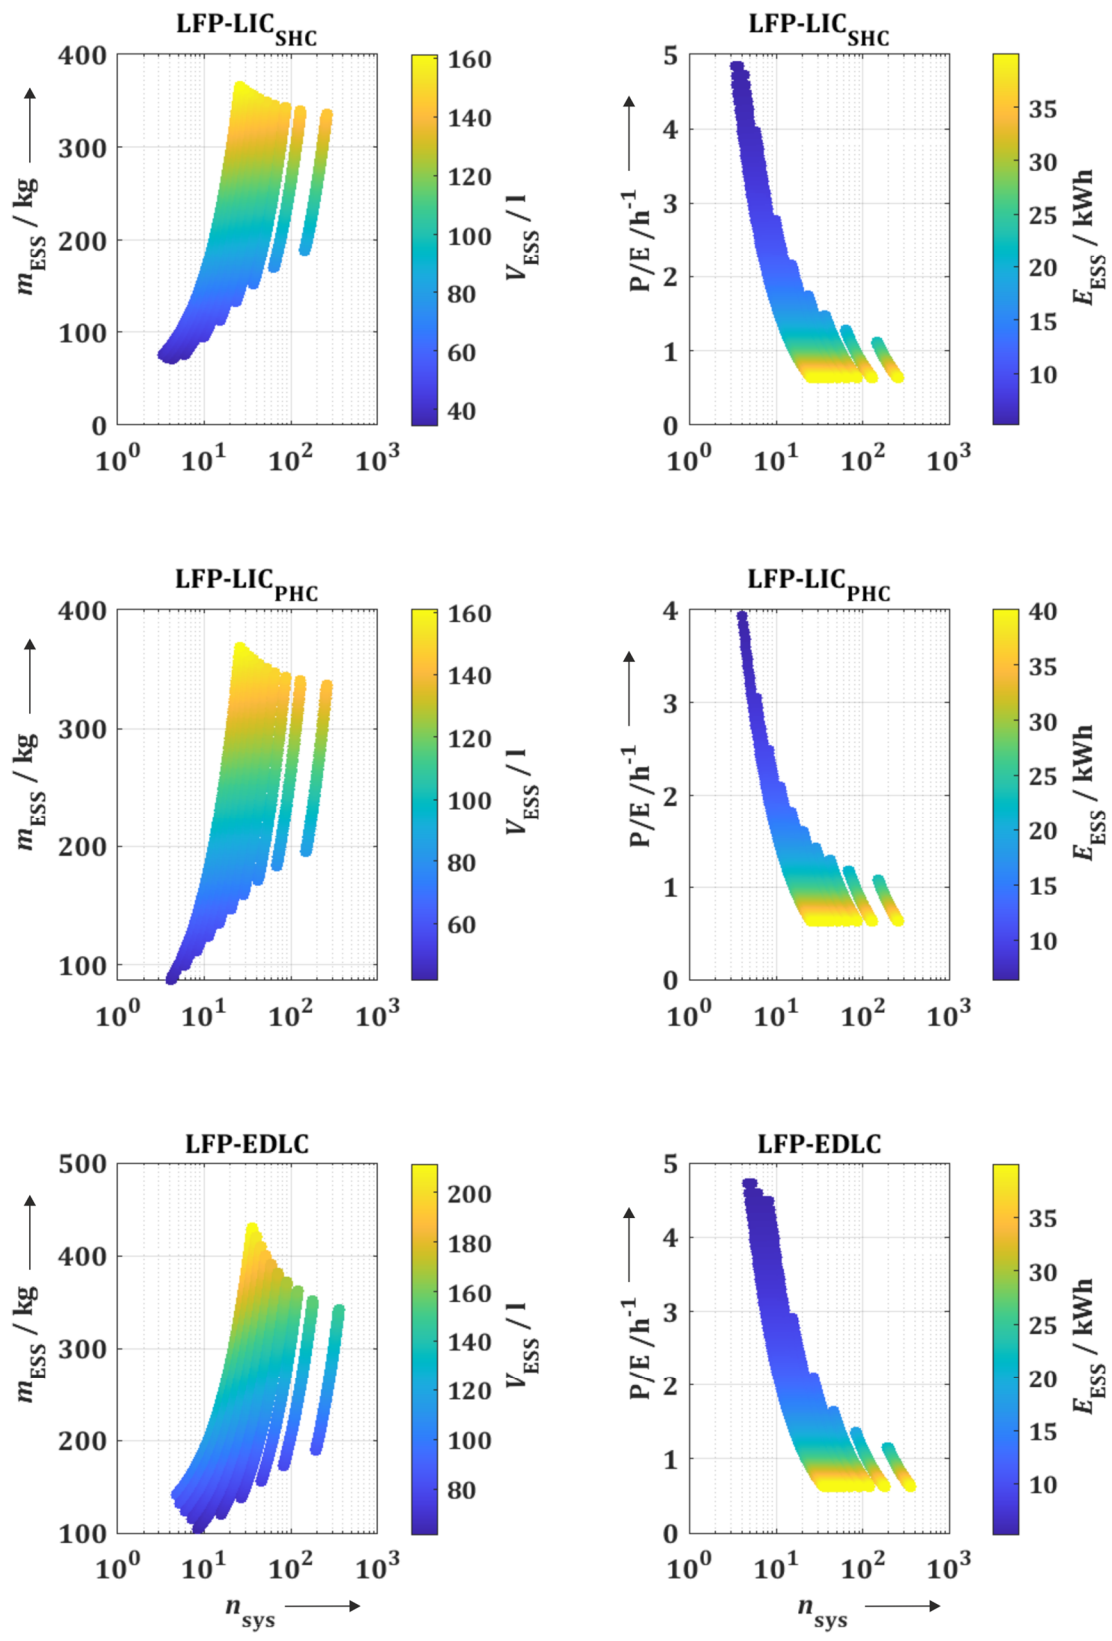 LFP-LIC_SHC
400
300
200
100
0
m_ESS / kg
10^0 10^1 10^2 10^3
160
140
120
100
80
60
40
V_ESS / l
LFP-LIC_SHC
5
4
3
2
1
0
P/E /h^-1
10^0 10^1 10^2 10^3
35
30
25
20
15
10
E_ESS / kWh
LFP-LIC_PHC
400
300
200
100
m_ESS / kg
10^0 10^1 10^2 10^3
160
140
120
100
80
60
V_ESS / l
LFP-LIC_PHC
4
3
2
1
0
P/E /h^-1
10^0 10^1 10^2 10^3
40
35
30
25
20
15
10
E_ESS / kWh
LFP-EDLC
500
400
300
200
100
m_ESS / kg
10^0 10^1 10^2 10^3
n_sys
200
180
160
140
120
100
80
V_ESS / l
LFP-EDLC
5
4
3
2
1
0
P/E /h^-1
10^0 10^1 10^2 10^3
n_sys
35
30
25
20
15
10
E_ESS / kWh